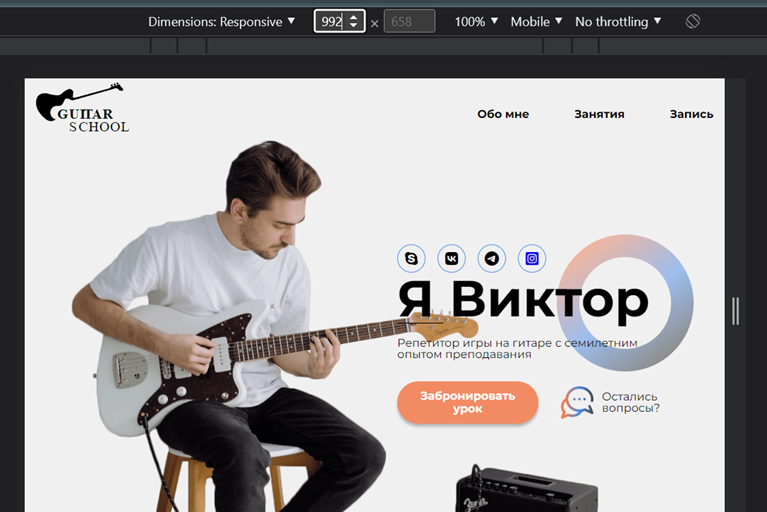 Dimensions: Responsive ▼ 992 × 658 100% ▼ Mobile ▼ No throttling ▼
GUITAR
SCHOOL
Обо мне Занятия Запись
Я Виктор
Репетитор игры на гитаре с семилетним
опытом преподавания
Забронировать
урок
Остались
вопросы?